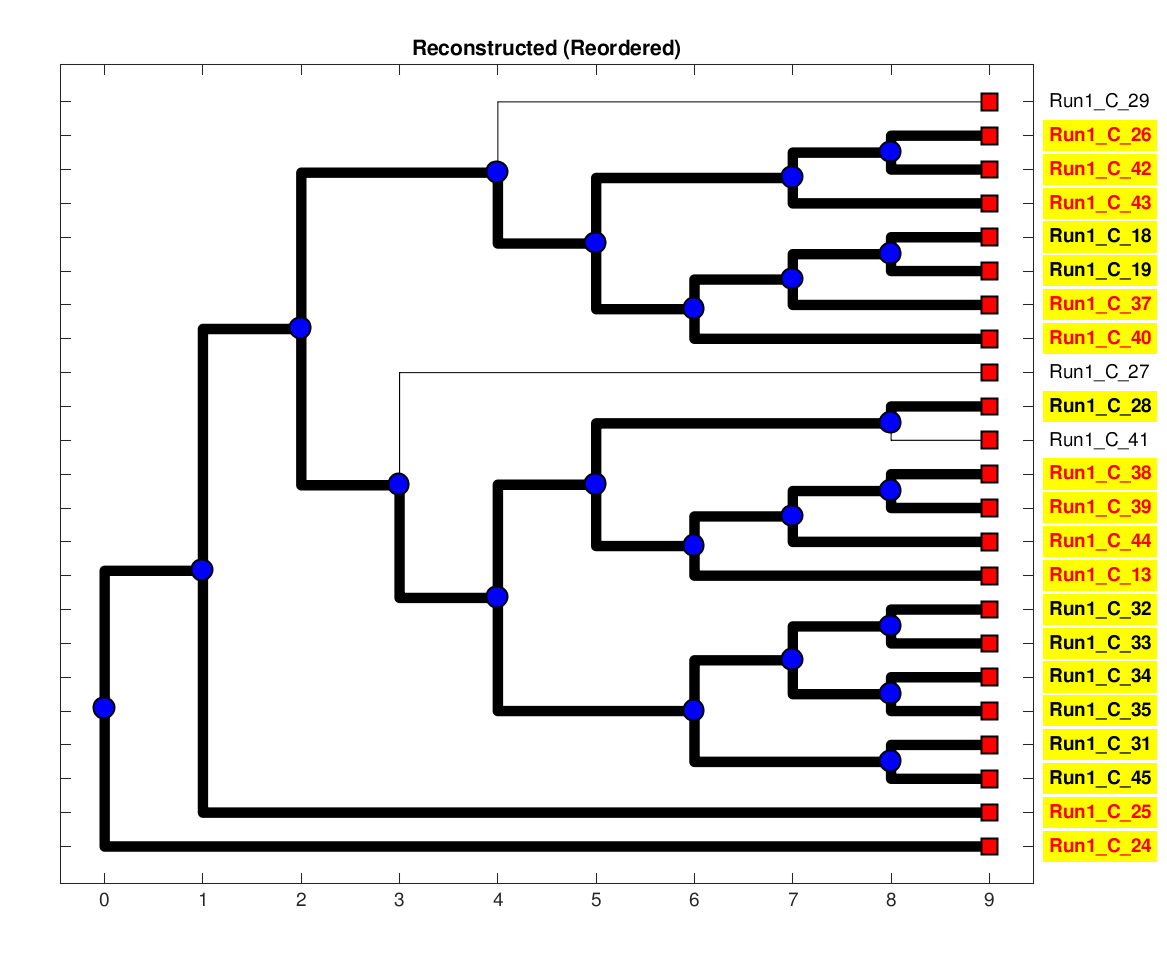 Reconstructed (Reordered)
Run1_C_29
Run1_C_26
Run1_C_42
Run1_C_43
Run1_C_18
Run1_C_19
Run1_C_37
Run1_C_40
Run1_C_27
Run1_C_28
Run1_C_41
Run1_C_38
Run1_C_39
Run1_C_44
Run1_C_13
Run1_C_32
Run1_C_33
Run1_C_34
Run1_C_35
Run1_C_31
Run1_C_45
Run1_C_25
Run1_C_24
0 1 2 3 4 5 6 7 8 9